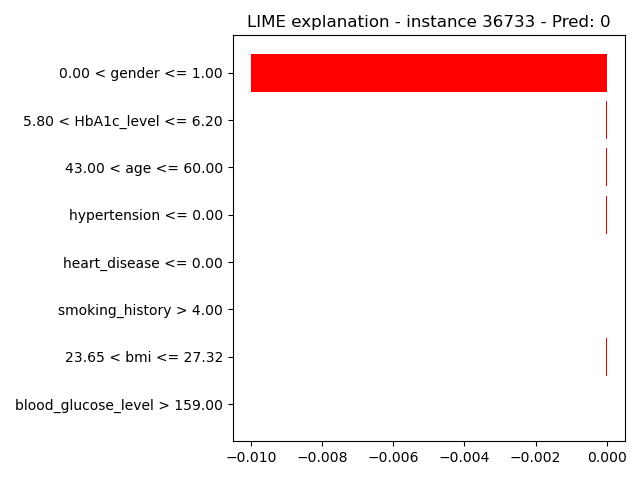 LIME explanation - instance 36733 - Pred: 0
0.00 < gender <= 1.00
5.80 < HbA1c_level <= 6.20
43.00 < age <= 60.00
hypertension <= 0.00
heart_disease <= 0.00
smoking_history > 4.00
23.65 < bmi <= 27.32
blood_glucose_level > 159.00
−0.010 −0.008 −0.006 −0.004 −0.002 0.000